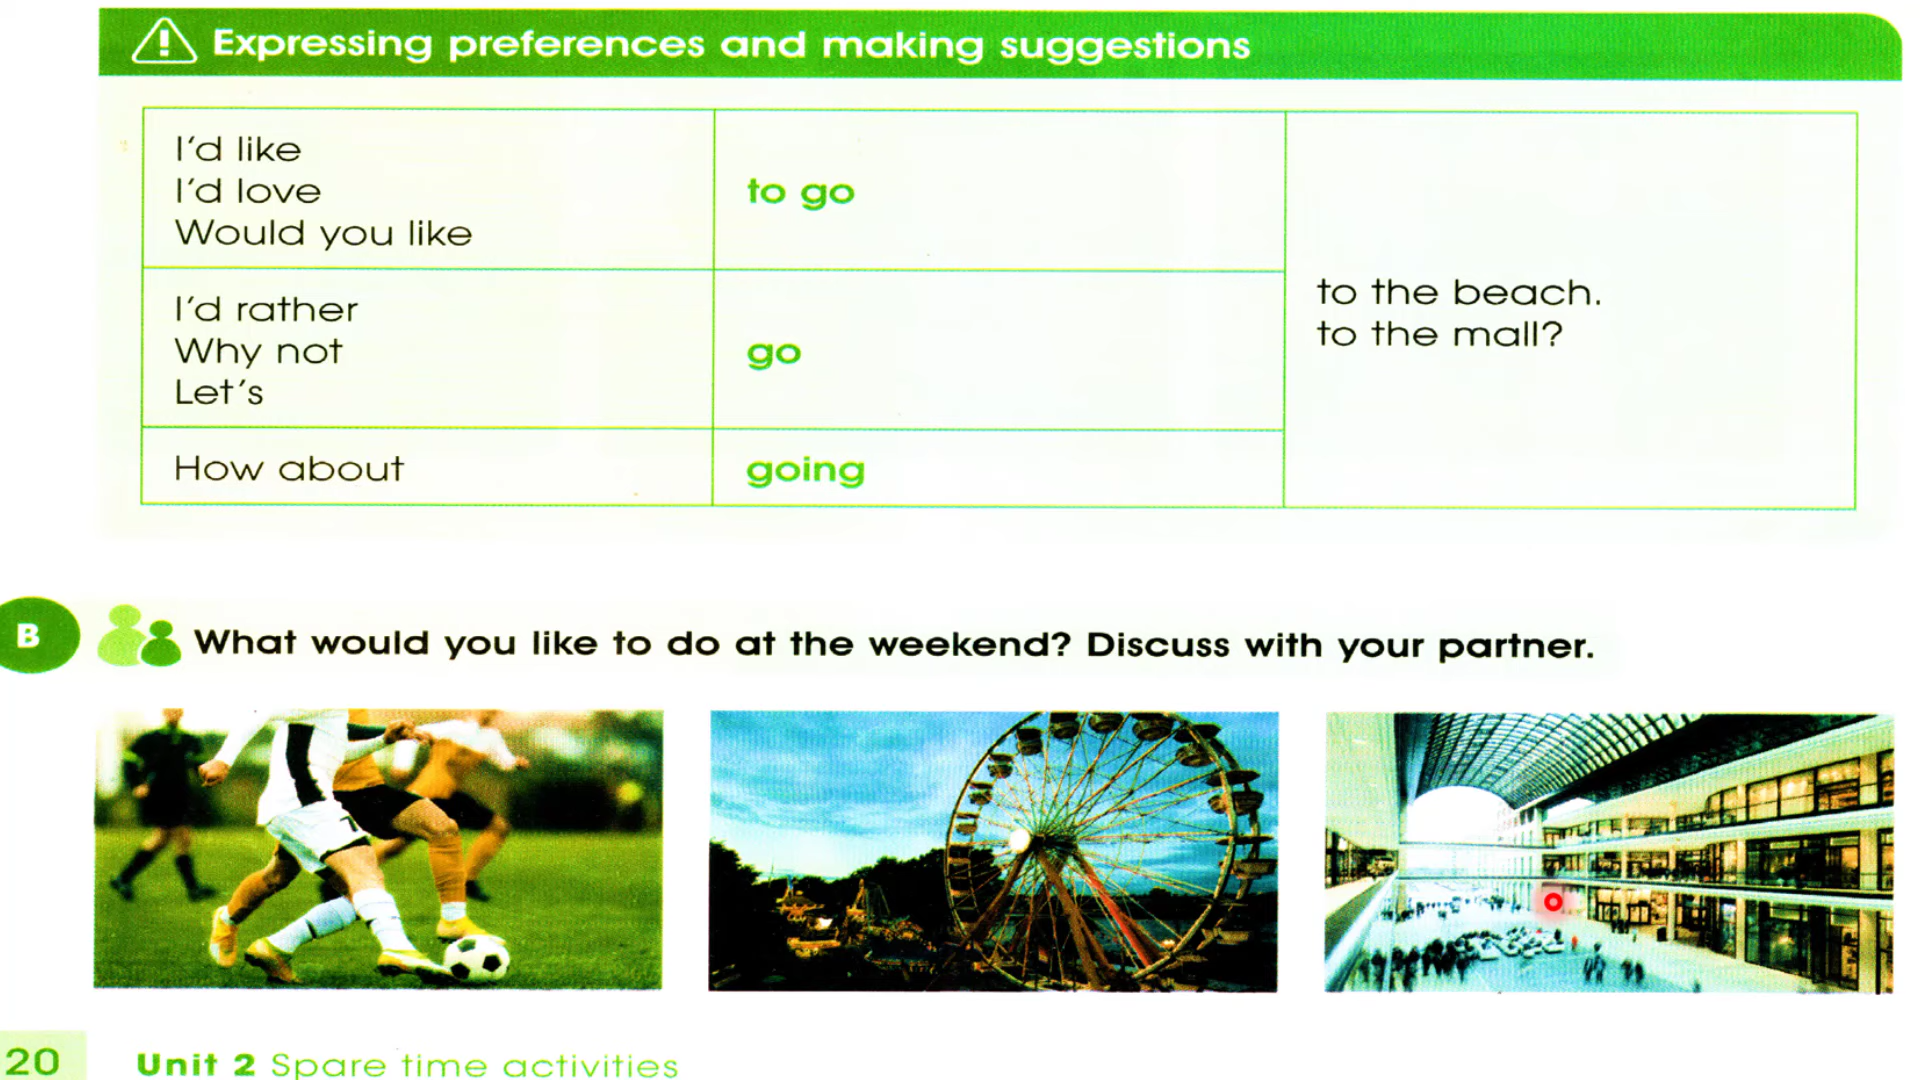 Expressing preferences and making suggestions
I'd like
I'd love
Would you like
to go
I'd rather
Why not
Let's
go
How about
going
to the beach.
to the mall?
B
What would you like to do at the weekend? Discuss with your partner.
20
Unit 2 Spare time activities